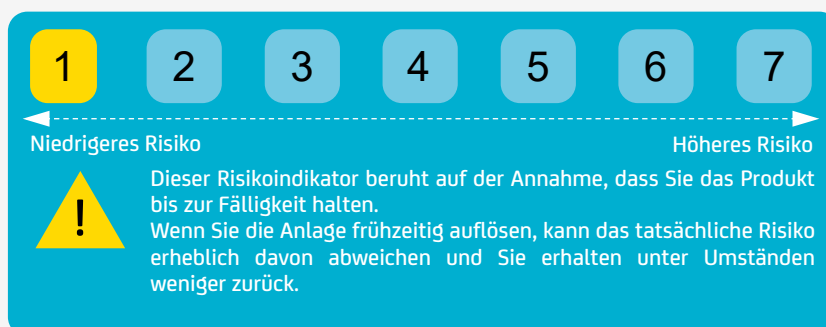 1 2 3 4 5 6 7
Niedrigeres Risiko Höheres Risiko
Dieser Risikoindikator beruht auf der Annahme, dass Sie das Produkt
bis zur Fälligkeit halten.
!
Wenn Sie die Anlage frühzeitig auflösen, kann das tatsächliche Risiko
erheblich davon abweichen und Sie erhalten unter Umständen
weniger zurück.